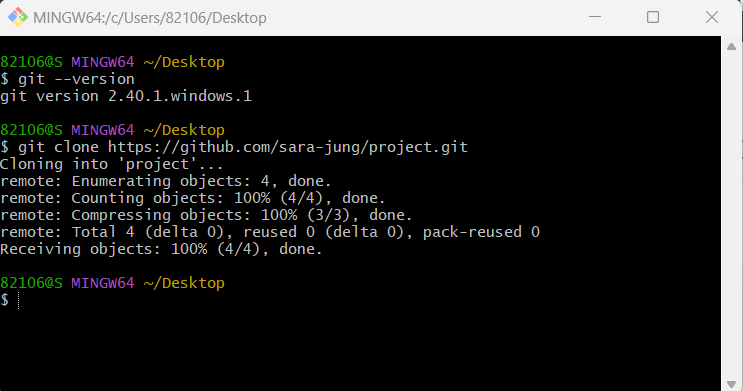 MINGW64:/c/Users/82106/Desktop
82106@S MINGW64 ~/Desktop
$ git --version
git version 2.40.1.windows.1
82106@S MINGW64 ~/Desktop
$ git clone https://github.com/sara-jung/project.git
Cloning into 'project'...
remote: Enumerating objects: 4, done.
remote: Counting objects: 100% (4/4), done.
remote: Compressing objects: 100% (3/3), done.
remote: Total 4 (delta 0), reused 0 (delta 0), pack-reused 0
Receiving objects: 100% (4/4), done.
82106@S MINGW64 ~/Desktop
$